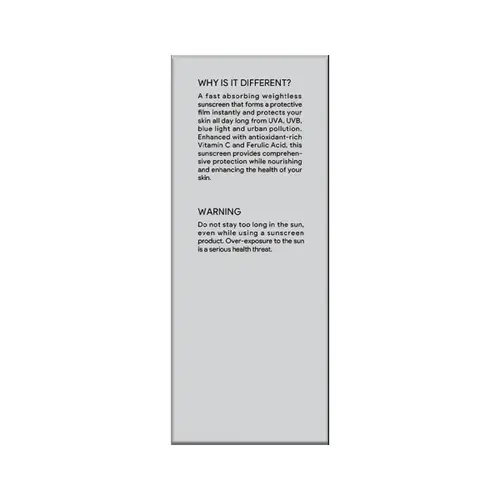 WHY IS IT DIFFERENT?
A fast absorbing weightless
sunscreen that forms a protective
film instantly and protects your
skin all day long from UVA, UVB,
blue light and urban pollution.
Enhanced with antioxidant-rich
Vitamin C and Ferulic Acid, this
sunscreen provides comprehen-
sive protection while nourishing
and enhancing the health of your
skin.
WARNING
Do not stay too long in the sun,
even while using a sunscreen
product. Over-exposure to the sun
is a serious health threat.